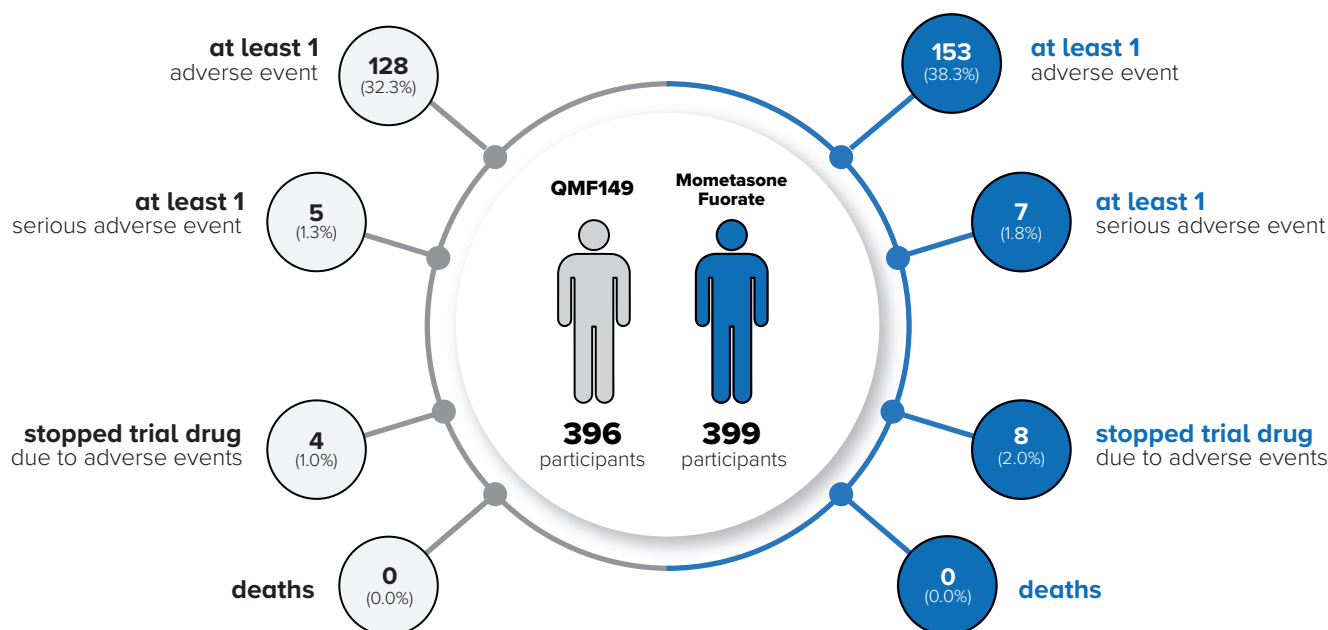 at least 1
adverse event
128
(32.3%)
at least 1
serious adverse event
5
(1.3%)
stopped trial drug
due to adverse events
4
(1.0%)
deaths
0
(0.0%)
QMF149
396
participants
Mometasone
Fuorate
399
participants
153
(38.3%)
at least 1
adverse event
7
(1.8%)
at least 1
serious adverse event
8
(2.0%)
stopped trial drug
due to adverse events
0
(0.0%)
deaths